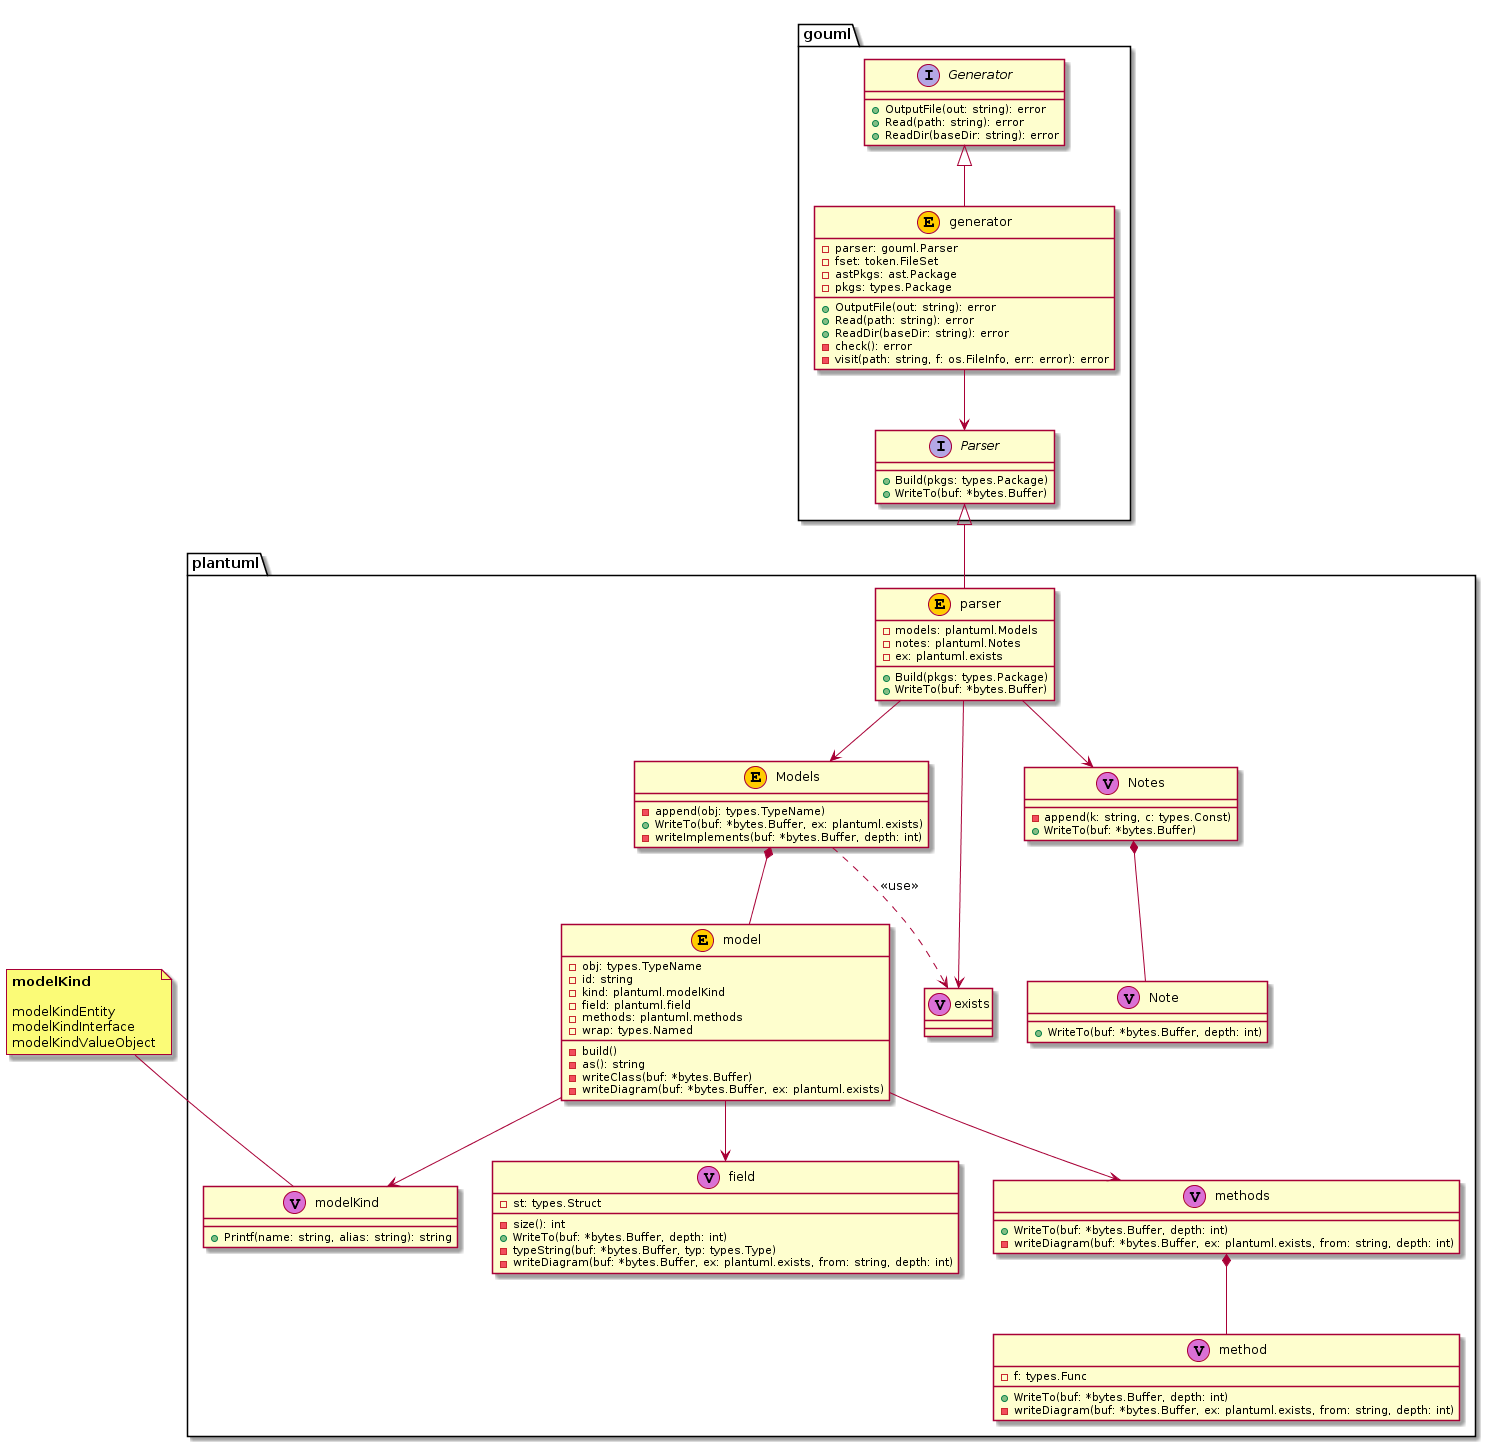 gouml
I Generator
OutputFile(out: string): error
Read(path: string): error
ReadDir(baseDir: string): error
E generator
parser: gouml.Parser
fset: token.FileSet
astPkgs: ast.Package
pkgs: types.Package
OutputFile(out: string): error
Read(path: string): error
ReadDir(baseDir: string): error
check(): error
visit(path: string, f: os.FileInfo, err: error): error
I Parser
Build(pkgs: types.Package)
WriteTo(buf: *bytes.Buffer)
plantuml
E parser
models: plantuml.Models
notes: plantuml.Notes
ex: plantuml.exists
Build(pkgs: types.Package)
WriteTo(buf: *bytes.Buffer)
E Models
append(obj: types.TypeName)
WriteTo(buf: *bytes.Buffer, ex: plantuml.exists)
writeImplements(buf: *bytes.Buffer, depth: int)
V Notes
append(k: string, c: types.Const)
WriteTo(buf: *bytes.Buffer)
«use»
E model
obj: types.TypeName
id: string
kind: plantuml.modelKind
field: plantuml.field
methods: plantuml.methods
wrap: types.Named
build()
as(): string
writeClass(buf: *bytes.Buffer)
writeDiagram(buf: *bytes.Buffer, ex: plantuml.exists)
V exists
V Note
WriteTo(buf: *bytes.Buffer, depth: int)
modelKind
modelKindEntity
modelKindInterface
modelKindValueObject
V modelKind
Printf(name: string, alias: string): string
V field
st: types.Struct
size(): int
WriteTo(buf: *bytes.Buffer, depth: int)
typeString(buf: *bytes.Buffer, typ: types.Type)
writeDiagram(buf: *bytes.Buffer, ex: plantuml.exists, from: string, depth: int)
V methods
WriteTo(buf: *bytes.Buffer, depth: int)
writeDiagram(buf: *bytes.Buffer, ex: plantuml.exists, from: string, depth: int)
V method
f: types.Func
WriteTo(buf: *bytes.Buffer, depth: int)
writeDiagram(buf: *bytes.Buffer, ex: plantuml.exists, from: string, depth: int)